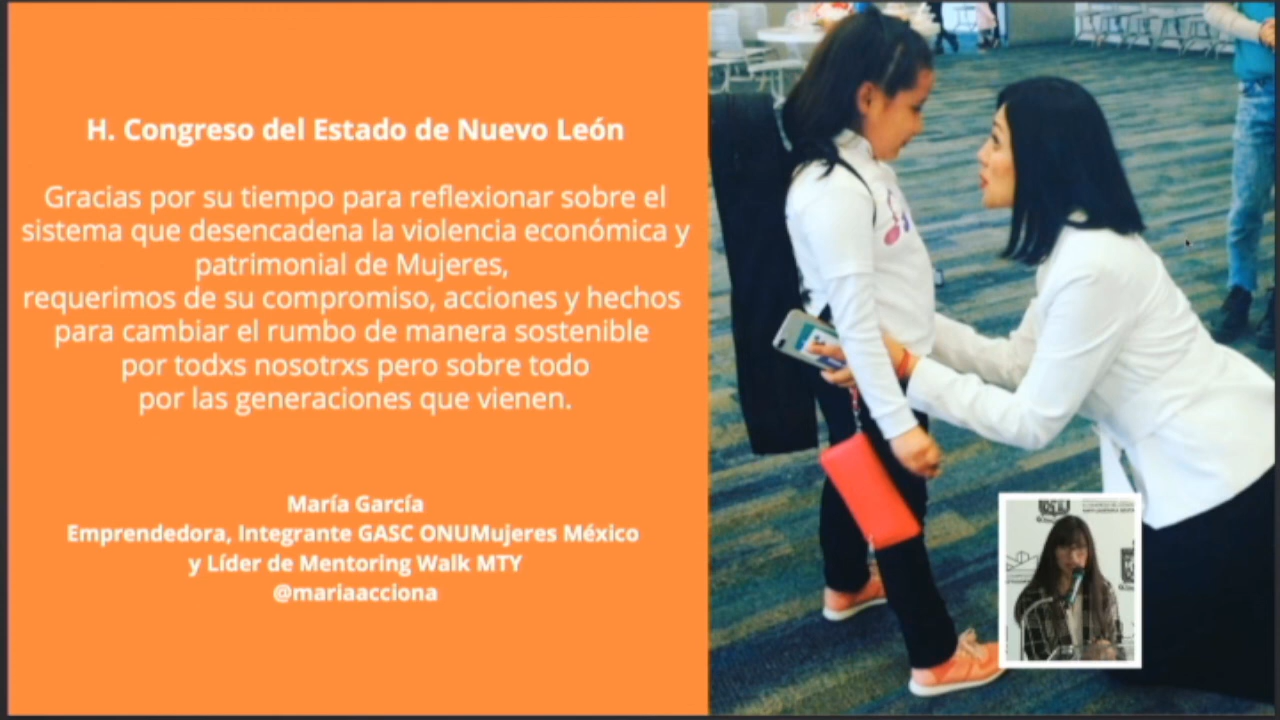 H. Congreso del Estado de Nuevo León
Gracias por su tiempo para reflexionar sobre el
sistema que desencadena la violencia económica y
patrimonial de Mujeres,
requerimos de su compromiso, acciones y hechos
para cambiar el rumbo de manera sostenible
por todxs nosotrxs pero sobre todo
por las generaciones que vienen.
María García
Emprendedora, Integrante GASC ONUMujeres México
y Líder de Mentoring Walk MTY
@mariaacciona